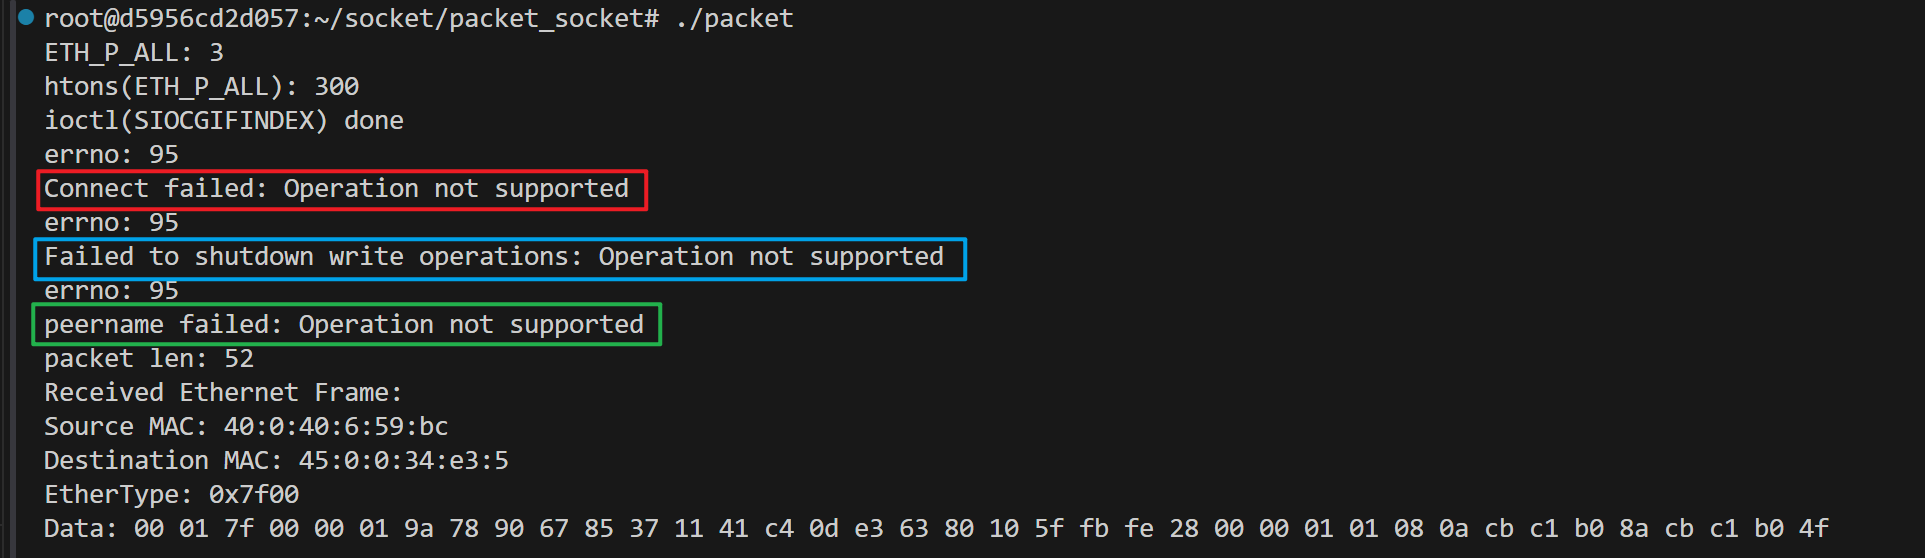 root@d5956cd2d057:~/socket/packet_socket# ./packet
ETH_P_ALL: 3
htons(ETH_P_ALL): 300
ioctl(SIOCGIFINDEX) done
errno: 95
Connect failed: Operation not supported
errno: 95
Failed to shutdown write operations: Operation not supported
errno: 95
peername failed: Operation not supported
packet len: 52
Received Ethernet Frame:
Source MAC: 40:0:40:6:59:bc
Destination MAC: 45:0:0:34:e3:5
EtherType: 0x7f00
Data: 00 01 7f 00 00 01 9a 78 90 67 85 37 11 41 c4 0d e3 63 80 10 5f fb fe 28 00 00 01 01 08 0a cb c1 b0 8a cb c1 b0 4f